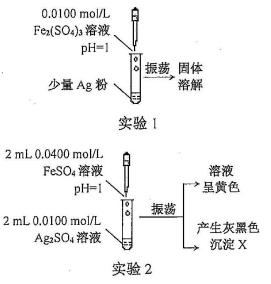 0.0100 mol/L
Fe₂(SO₄)₃ 溶液
pH=1
振荡
固体
溶解
少量 Ag 粉
实验 1
2 mL 0.0400 mol/L
FeSO₄ 溶液
pH=1
溶液
呈黄色
振荡
2 mL 0.0100 mol/L
Ag₂SO₄ 溶液
产生灰黑色
沉淀 X
实验 2